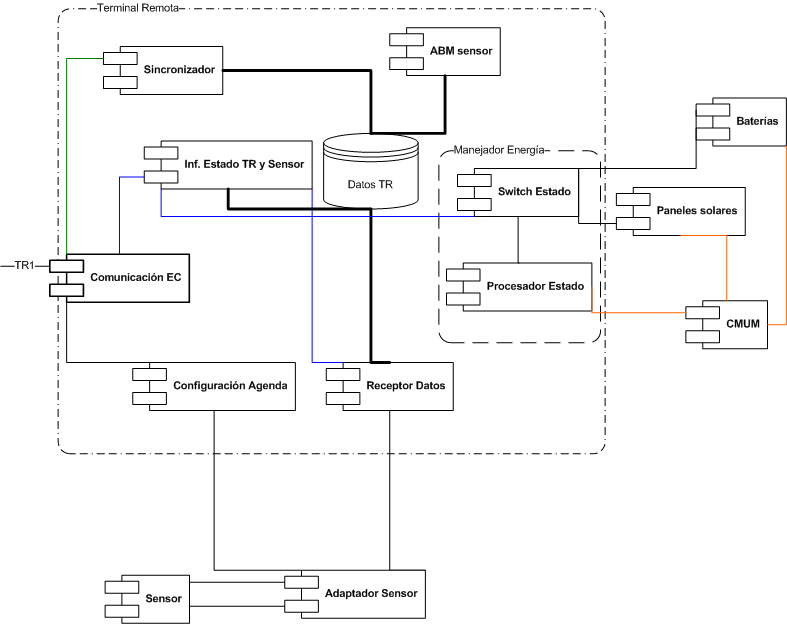 Terminal Remota
Sincronizador
ABM sensor
Baterías
Inf. Estado TR y Sensor
Manejador Energía
Datos TR
Switch Estado
Paneles solares
TR1
Comunicación EC
Procesador Estado
CMUM
Configuración Agenda
Receptor Datos
Sensor
Adaptador Sensor